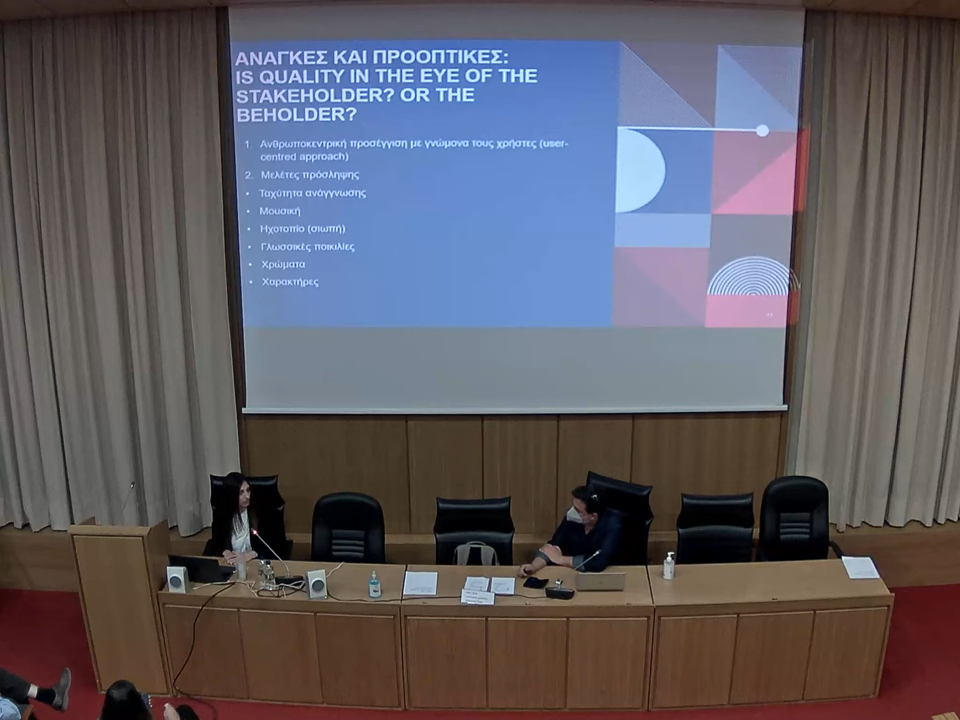 ΑΝΑΓΚΕΣ ΚΑΙ ΠΡΟΟΠΤΙΚΕΣ:
IS QUALITY IN THE EYE OF THE
STAKEHOLDER? OR THE
BEHOLDER?
1. Ανθρωποκεντρική προσέγγιση με γνώμονα τους χρήστες (user-
centred approach)
2. Μελέτες πρόσληψης
• Ταχύτητα ανάγνωσης
• Μουσική
• Ηχοτοπίο (σιωπή)
• Γλωσσικές ποικιλίες
• Χρώματα
• Χαρακτήρες